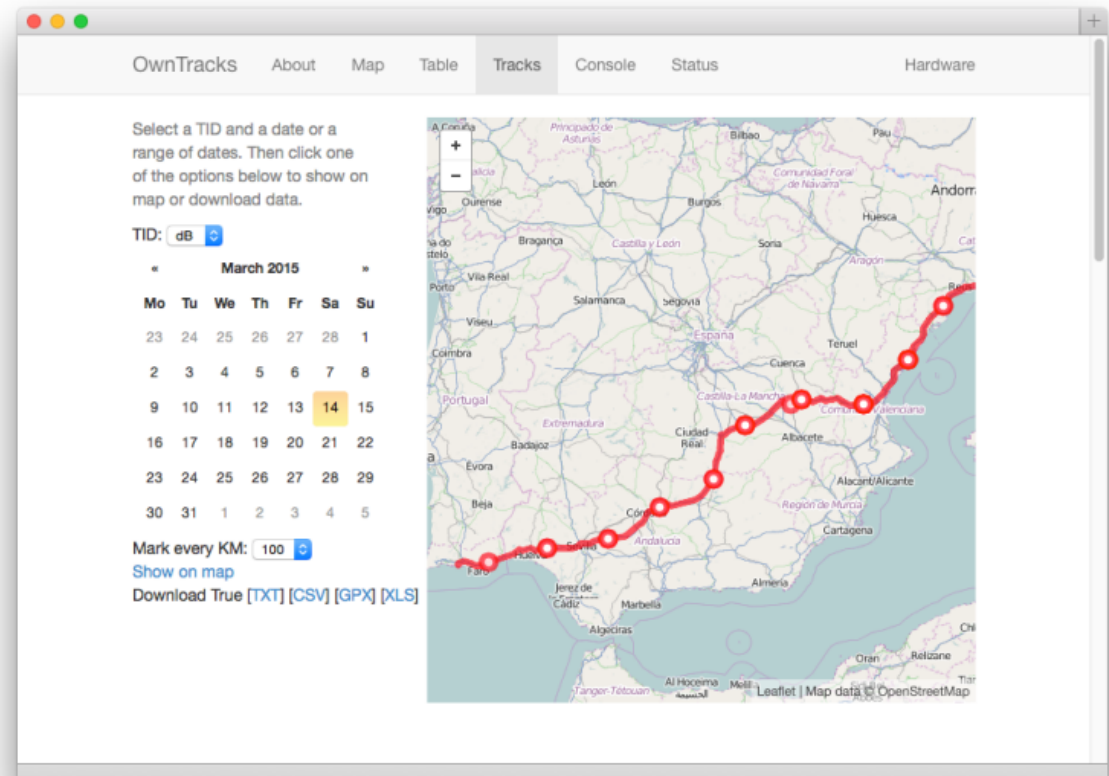 OwnTracks About Map Table Tracks Console Status Hardware
Select a TID and a date or a
range of dates. Then click one
of the options below to show on
map or download data.
TID: dB
« March 2015 »
Mo Tu We Th Fr Sa Su
23 24 25 26 27 28 1
2 3 4 5 6 7 8
9 10 11 12 13 14 15
16 17 18 19 20 21 22
23 24 25 26 27 28 29
30 31 1 2 3 4 5
Mark every KM: 100
Show on map
Download True [TXT] [CSV] [GPX] [XLS]
+
−
A Coruña
Principado de
Asturias
Bilbao
Pau
Comunidad Foral
de Navarra
León
Andorra
Vigo
Ourense
Burgos
Huesca
Bragança
Castilla y León
Soria
Aragón
Vila Real
Porto
Salamanca
Segovia
Viseu
España
Teruel
Coimbra
Cuenca
Portugal
Castilla-La Mancha
Valenciana
Extremadura
Ciudad
Real
Albacete
Badajoz
Évora
Alacant/Alicante
Beja
Región de Murcia
Cartagena
Andalucía
Faro
Almería
Jerez de
Cádiz
Marbella
Algeciras
Oran
Relizane
Al Hoceima
الحسيمة
Tanger-Tétouan
Leaflet | Map data © OpenStreetMap